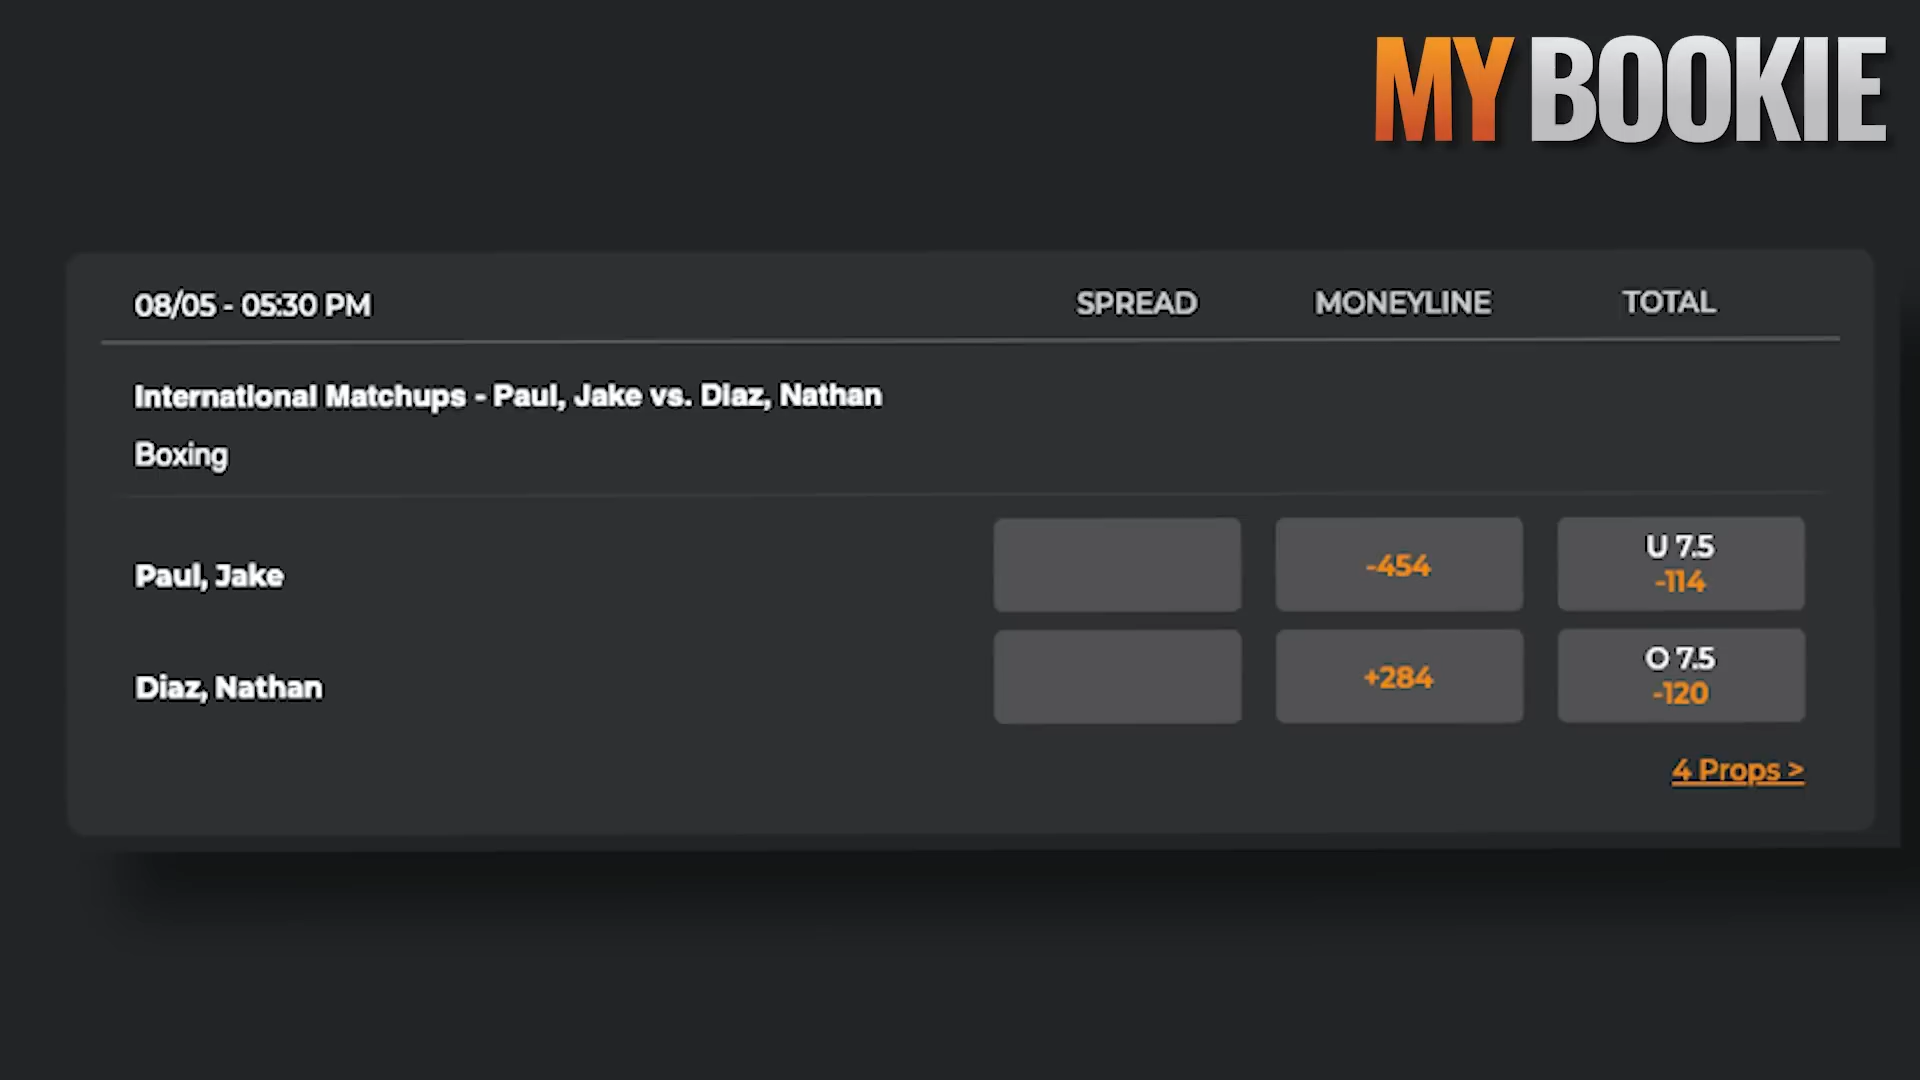 MY BOOKIE
08/05 - 05:30 PM SPREAD MONEYLINE TOTAL
International Matchups - Paul, Jake vs. Diaz, Nathan
Boxing
Paul, Jake -454 U 7.5 -114
Diaz, Nathan +284 O 7.5 -120
4 Props >